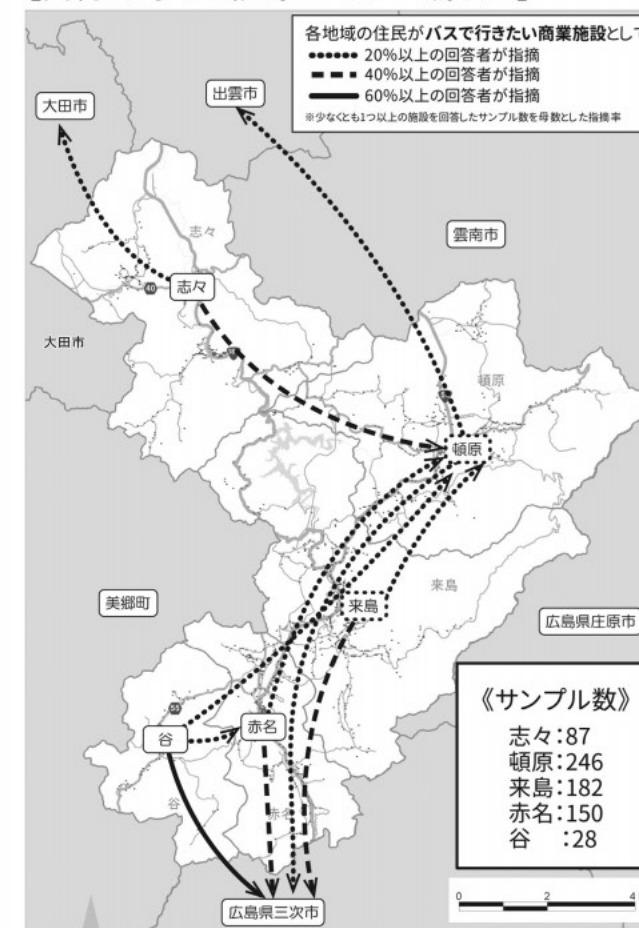 各地域の住民がバスで行きたい商業施設として
20%以上の回答者が指摘
40%以上の回答者が指摘
60%以上の回答者が指摘
※少なくとも1つ以上の施設を回答したサンプル数を母数とした指摘率
大田市
出雲市
雲南市
志々
志々
40
大田市
頓原
頓原
来島
来島
美郷町
広島県庄原市
55
谷
赤名
谷
赤名
広島県三次市
《サンプル数》
志々:87
頓原:246
来島:182
赤名:150
谷 :28
0 2 4